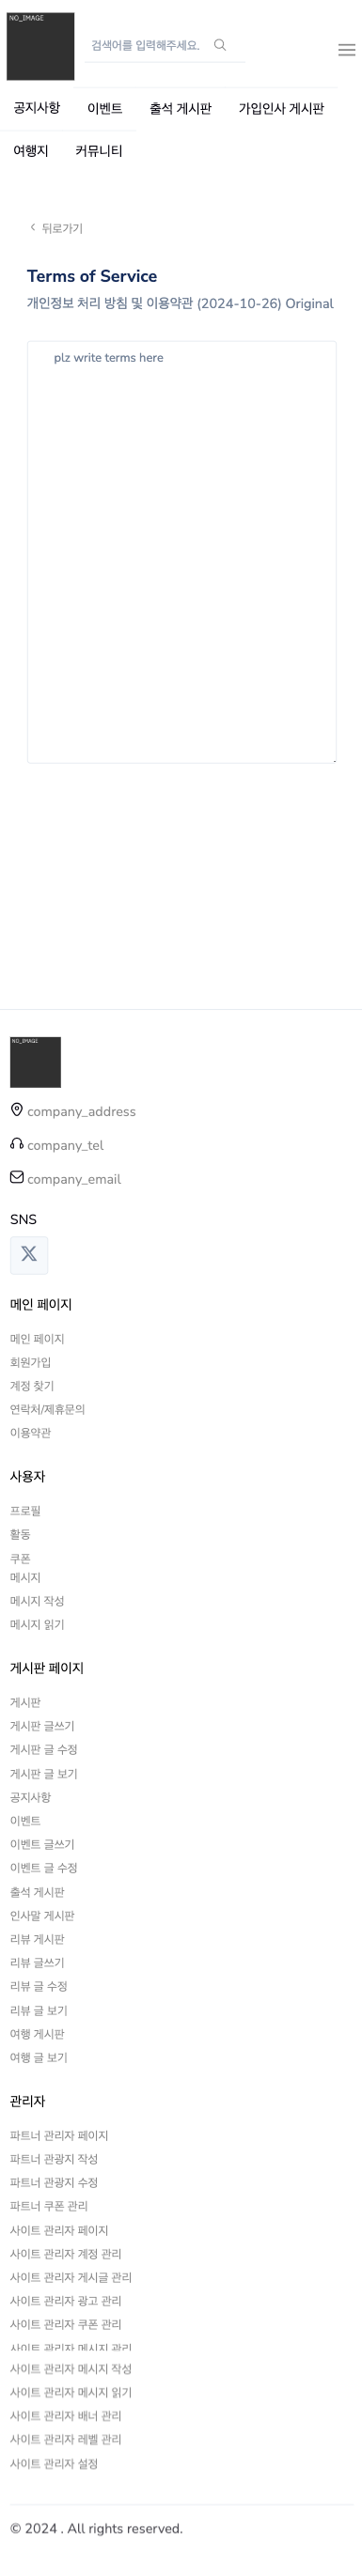 NO_IMAGE
검색어를 입력해주세요.
공지사항 이벤트 출석 게시판 가입인사 게시판
여행지 커뮤니티
뒤로가기
Terms of Service
개인정보 처리 방침 및 이용약관 (2024-10-26) Original
plz write terms here
NO_IMAGE
company_address
company_tel
company_email
SNS
메인 페이지
메인 페이지
회원가입
계정 찾기
연락처/제휴문의
이용약관
사용자
프로필
활동
쿠폰
메시지
메시지 작성
메시지 읽기
게시판 페이지
게시판
게시판 글쓰기
게시판 글 수정
게시판 글 보기
공지사항
이벤트
이벤트 글쓰기
이벤트 글 수정
출석 게시판
인사말 게시판
리뷰 게시판
리뷰 글쓰기
리뷰 글 수정
리뷰 글 보기
여행 게시판
여행 글 보기
관리자
파트너 관리자 페이지
파트너 관광지 작성
파트너 관광지 수정
파트너 쿠폰 관리
사이트 관리자 페이지
사이트 관리자 계정 관리
사이트 관리자 게시글 관리
사이트 관리자 광고 관리
사이트 관리자 쿠폰 관리
사이트 관리자 메시지 관리
사이트 관리자 메시지 작성
사이트 관리자 메시지 읽기
사이트 관리자 배너 관리
사이트 관리자 레벨 관리
사이트 관리자 설정
© 2024 . All rights reserved.